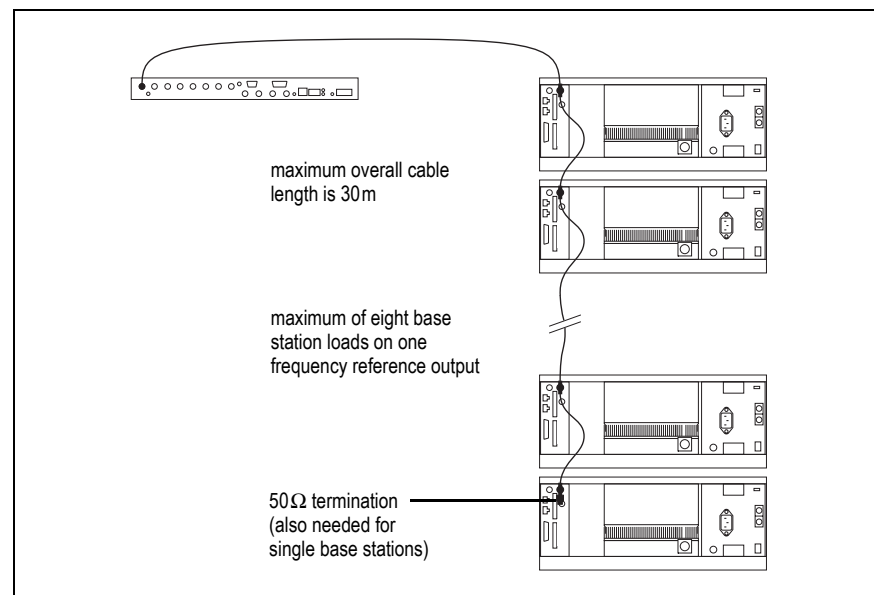 maximum overall cable
length is 30m
maximum of eight base
station loads on one
frequency reference output
50Ω termination
(also needed for
single base stations)